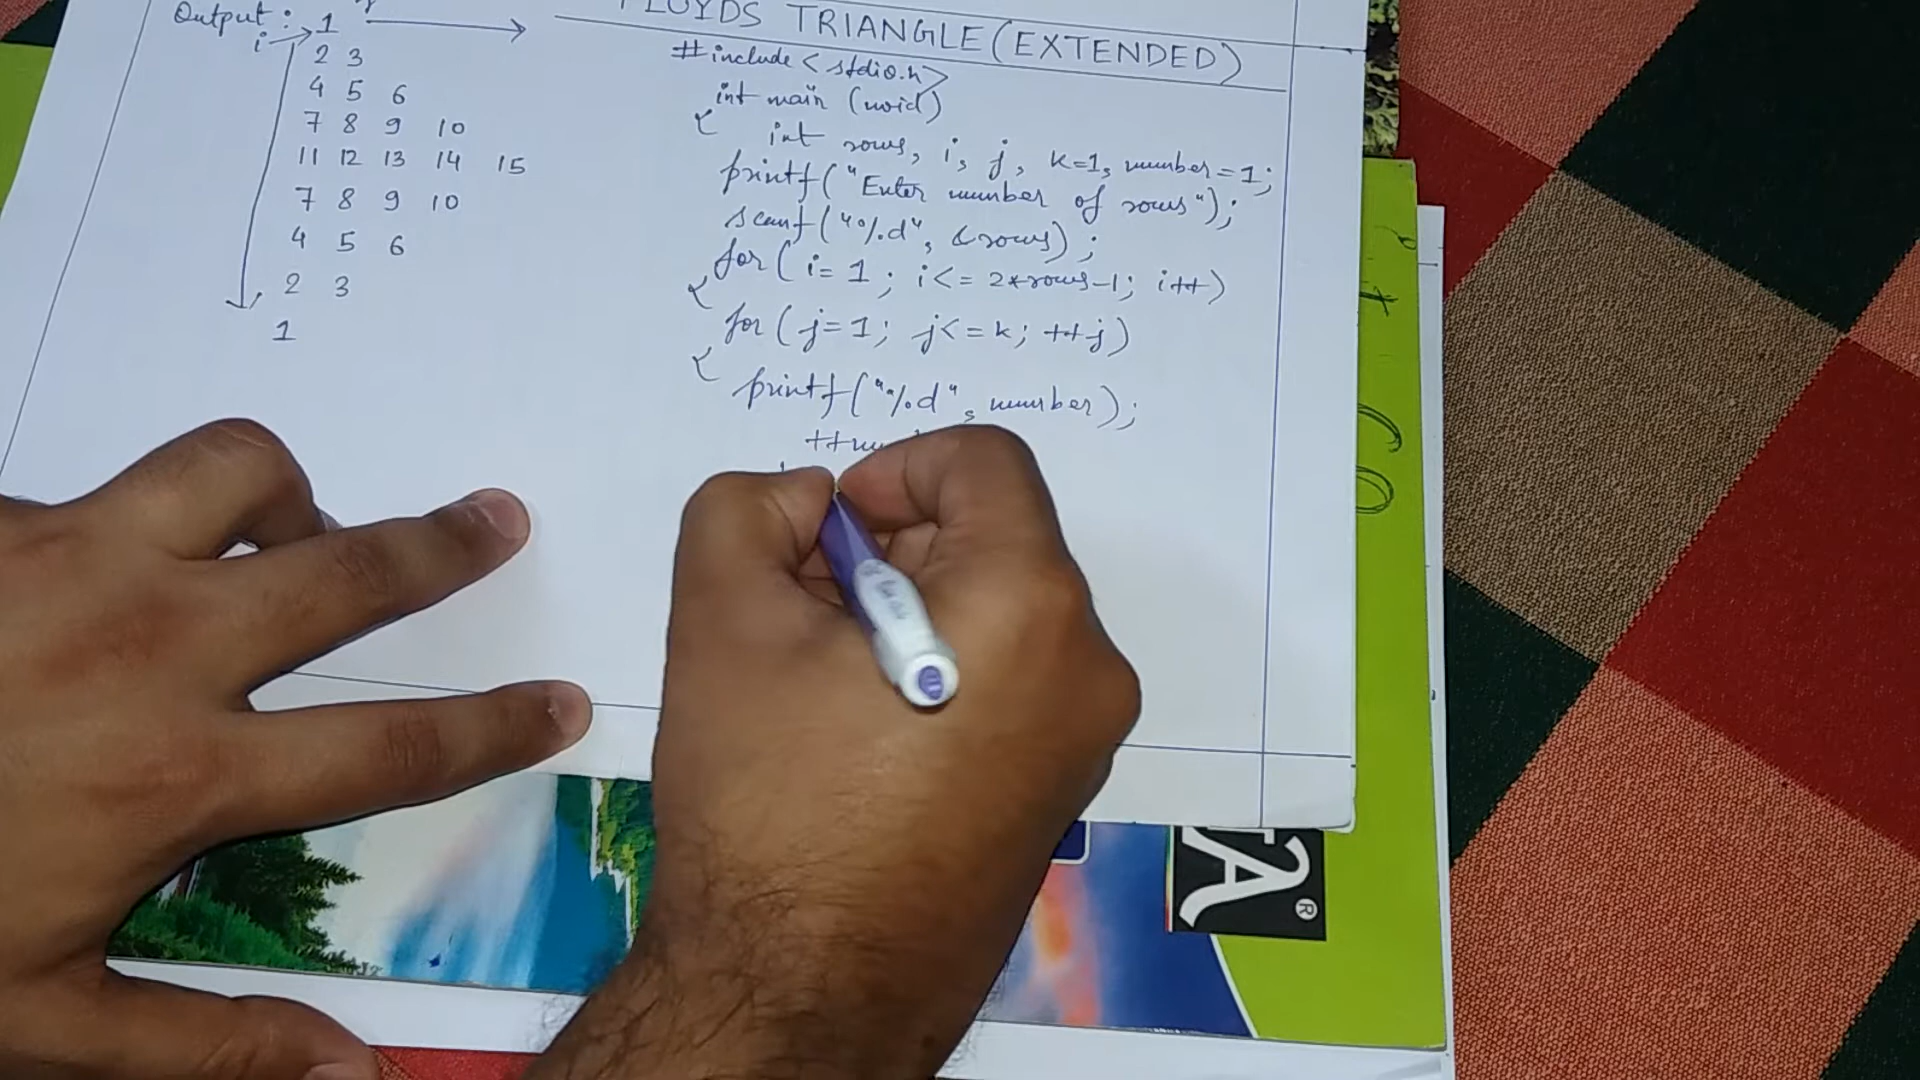 Output :
i → 1
2 3
4 5 6
7 8 9 10
11 12 13 14 15
7 8 9 10
4 5 6
2 3
1
TRIANGLE (EXTENDED)
#include <stdio.h>
int main (void)
{
int rows, i, j, k=1, number=1;
printf("Enter number of rows");
scanf("%d", &rows);
for( i=1; i<= 2*rows-1; i++)
{
for (j=1; j<=k; ++j)
{
printf("%d", number);